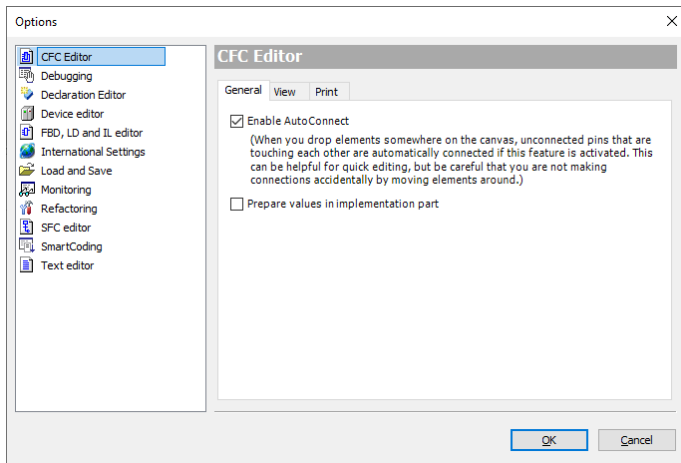 Options
CFC Editor
Debugging
Declaration Editor
Device editor
FBD, LD and IL editor
International Settings
Load and Save
Monitoring
Refactoring
SFC editor
SmartCoding
Text editor
CFC Editor
General View Print
Enable AutoConnect
(When you drop elements somewhere on the canvas, unconnected pins that are
touching each other are automatically connected if this feature is activated. This
can be helpful for quick editing, but be careful that you are not making
connections accidentally by moving elements around.)
Prepare values in implementation part
OK Cancel